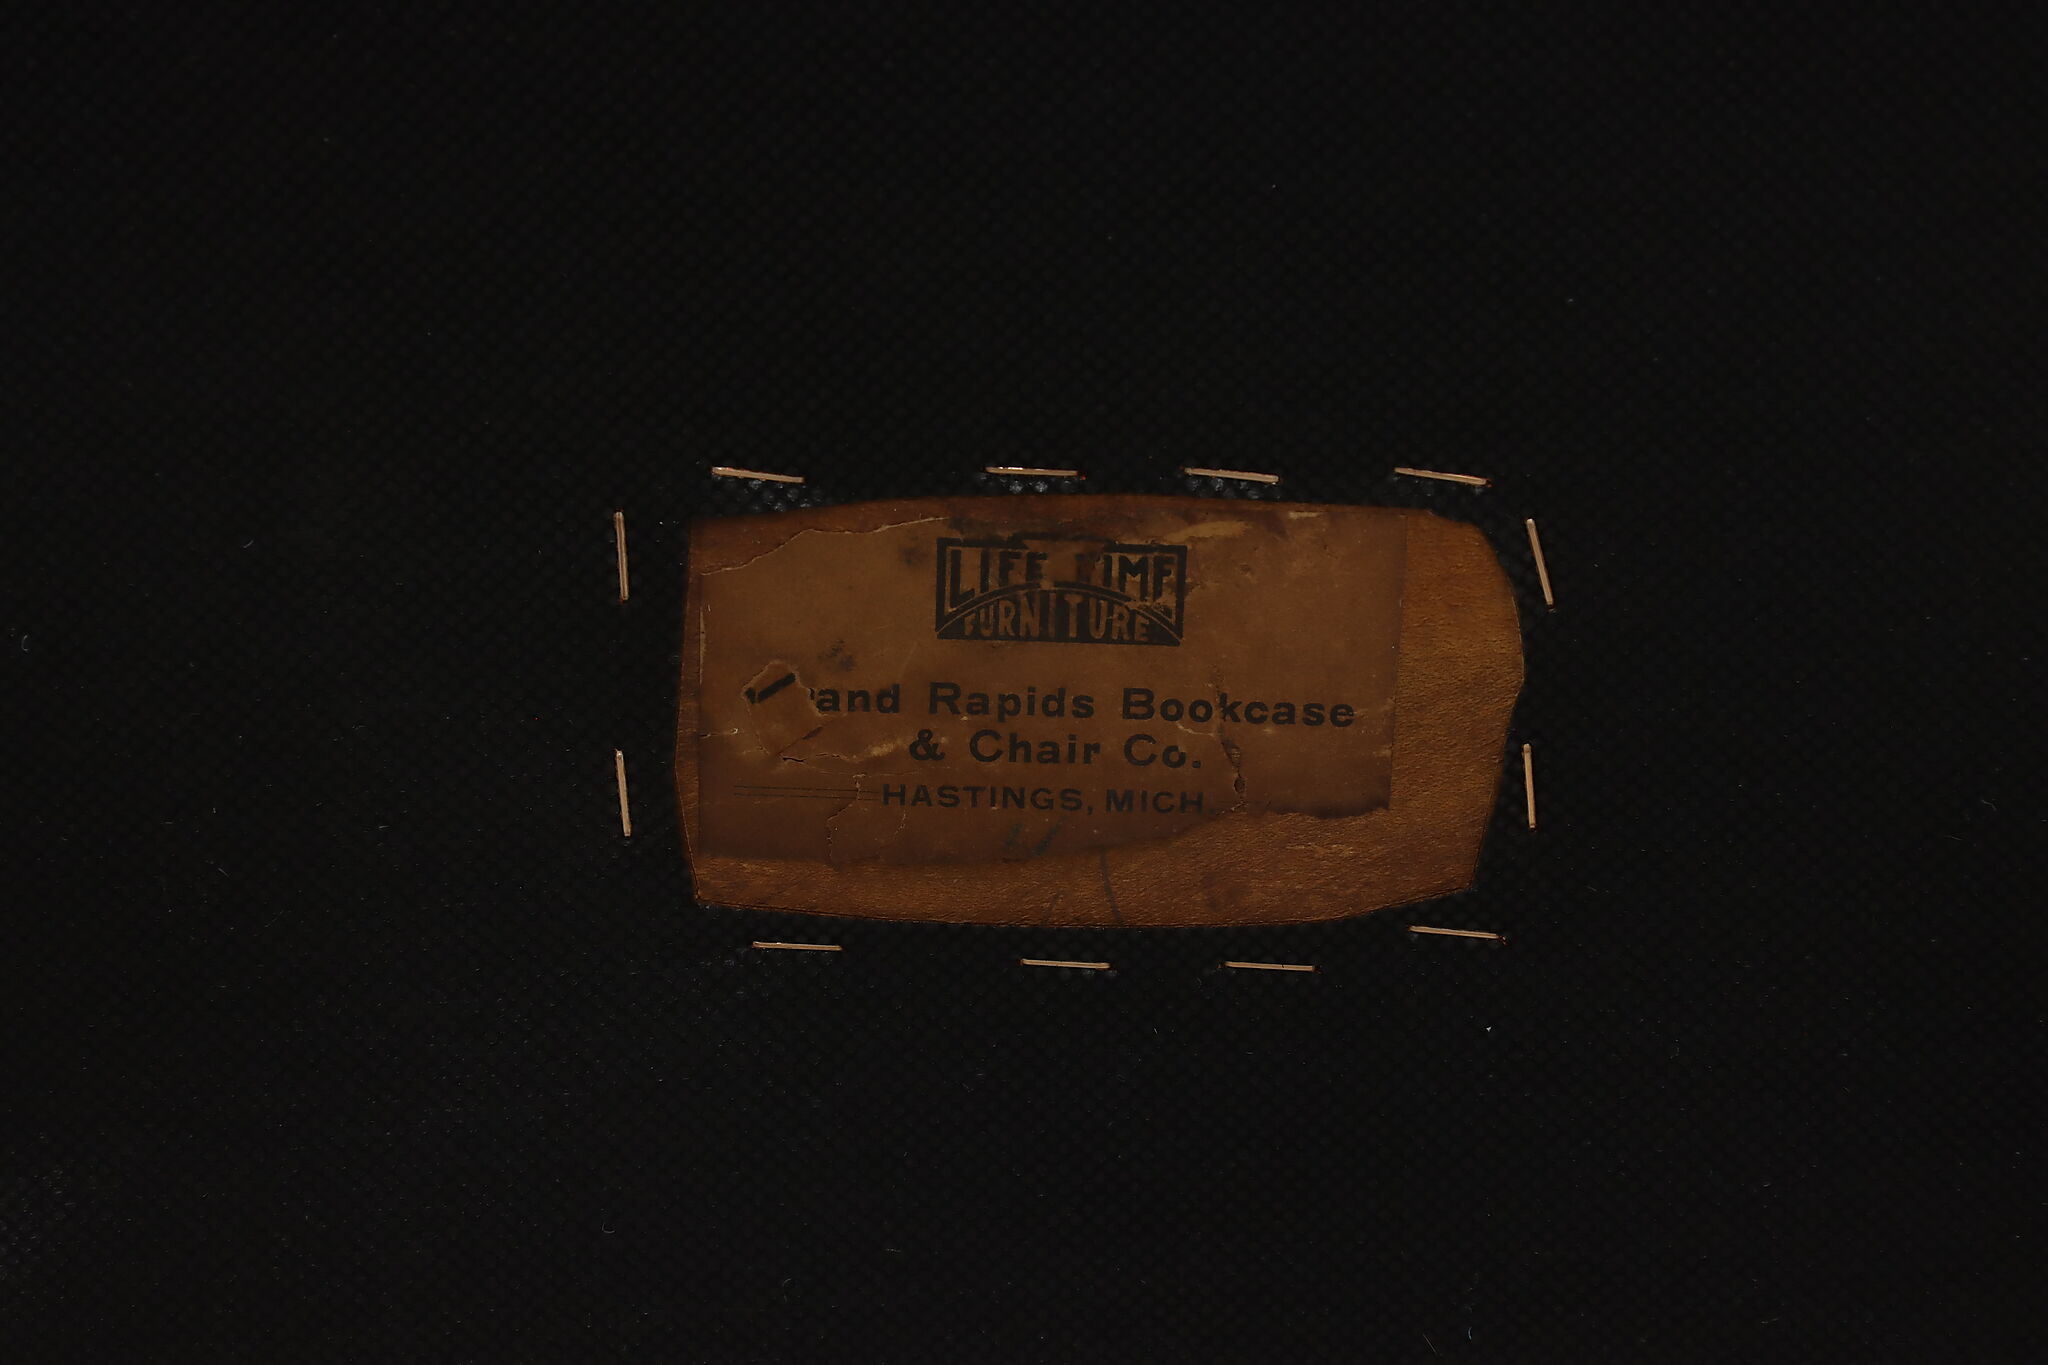 LIFE TIME
FURNITURE
and Rapids Bookcase
& Chair Co.
HASTINGS, MICH.